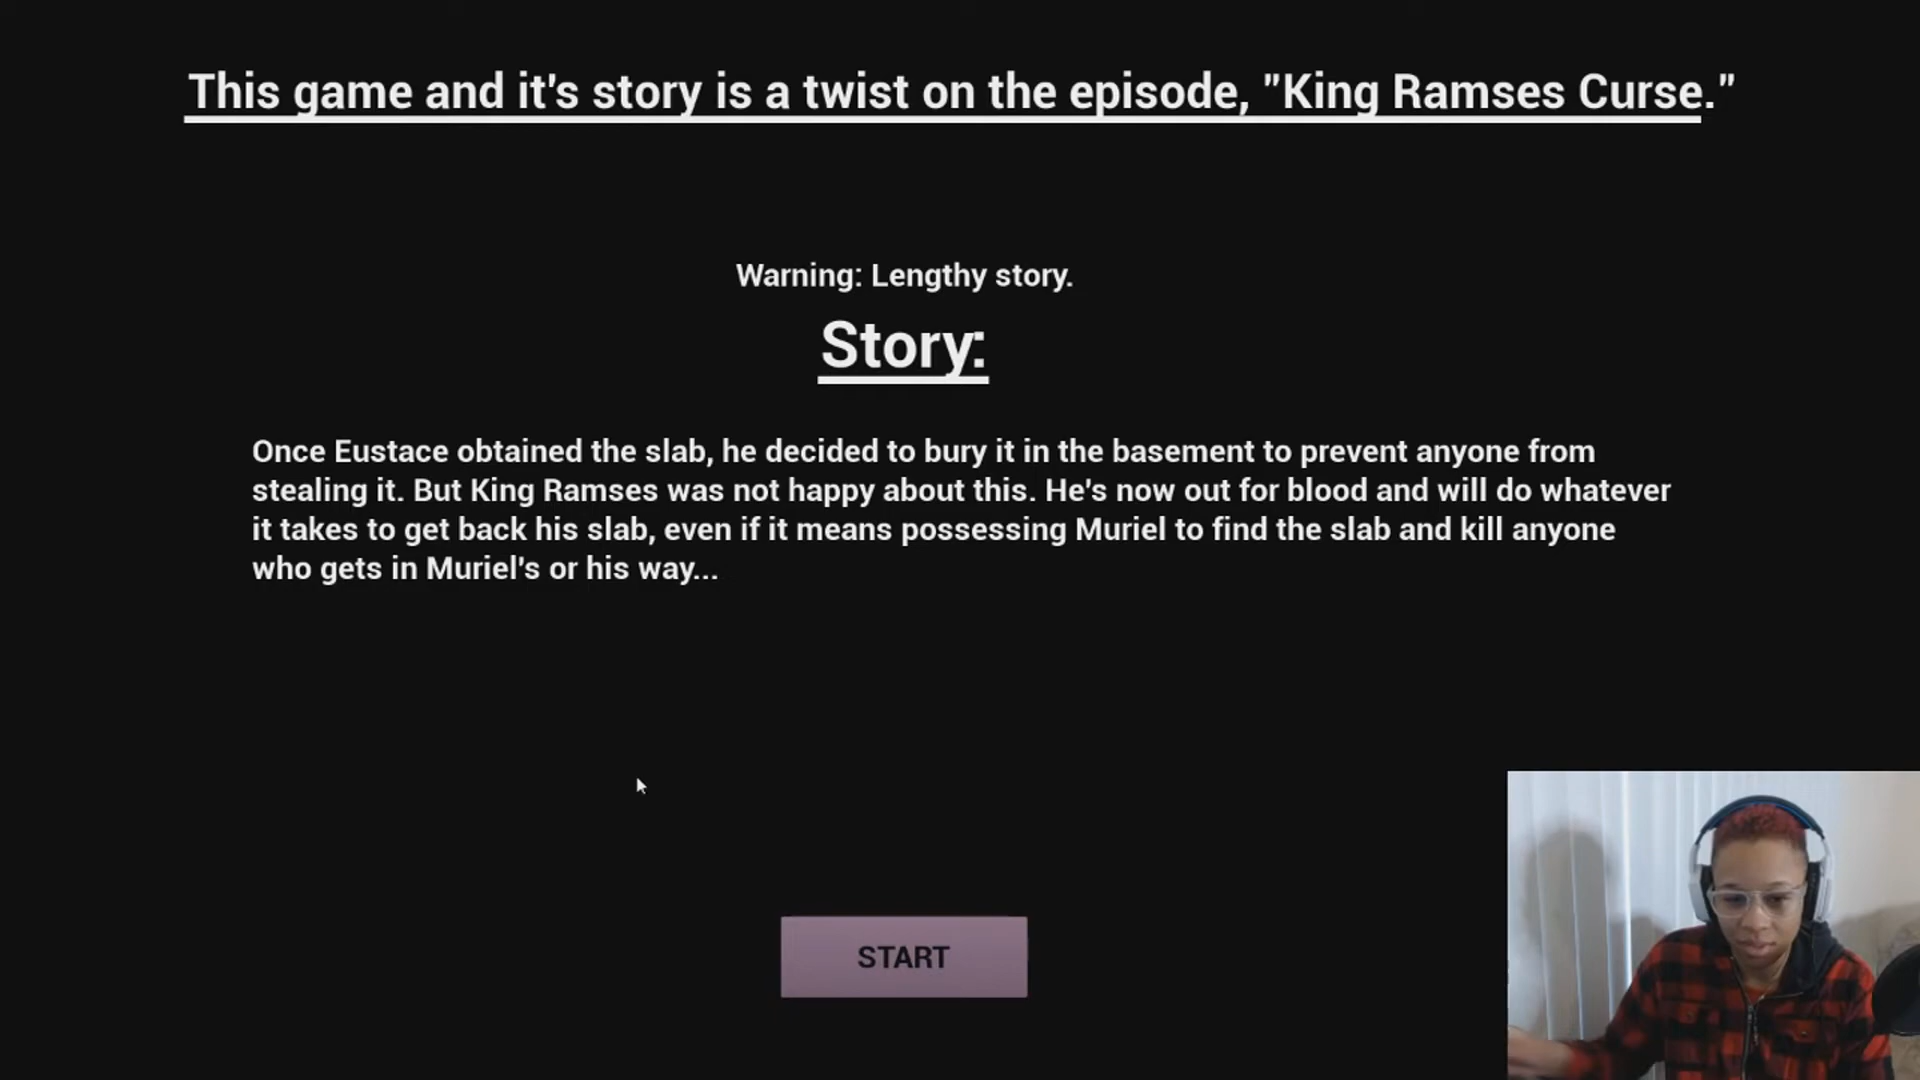 This game and it's story is a twist on the episode, "King Ramses Curse."
Warning: Lengthy story.
Story:
Once Eustace obtained the slab, he decided to bury it in the basement to prevent anyone from
stealing it. But King Ramses was not happy about this. He's now out for blood and will do whatever
it takes to get back his slab, even if it means possessing Muriel to find the slab and kill anyone
who gets in Muriel's or his way...
START